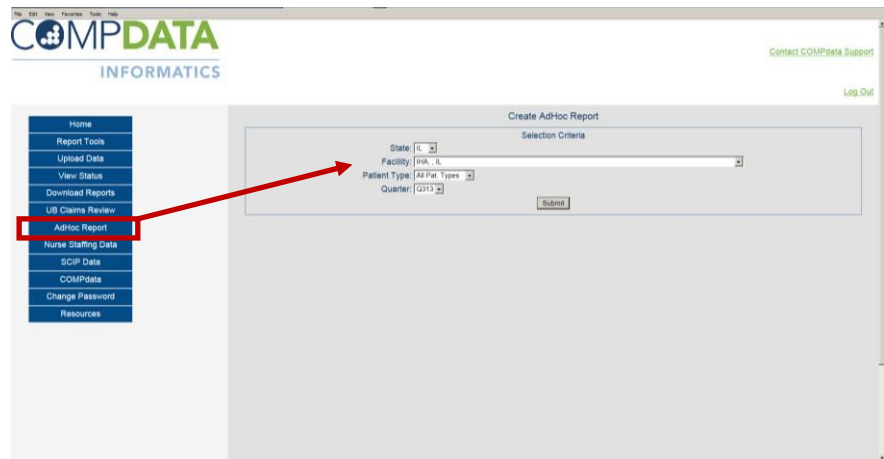 File Edit View Favorites Tools Help
COMPDATA
INFORMATICS
Contact COMPdata Support
Log Out
Home
Report Tools
Upload Data
View Status
Download Reports
UB Claims Review
AdHoc Report
Nurse Staffing Data
SCIP Data
COMPdata
Change Password
Resources
Create AdHoc Report
Selection Criteria
State: IL
Facility: IHA, , IL
Patient Type: All Pat. Types
Quarter: Q313
Submit